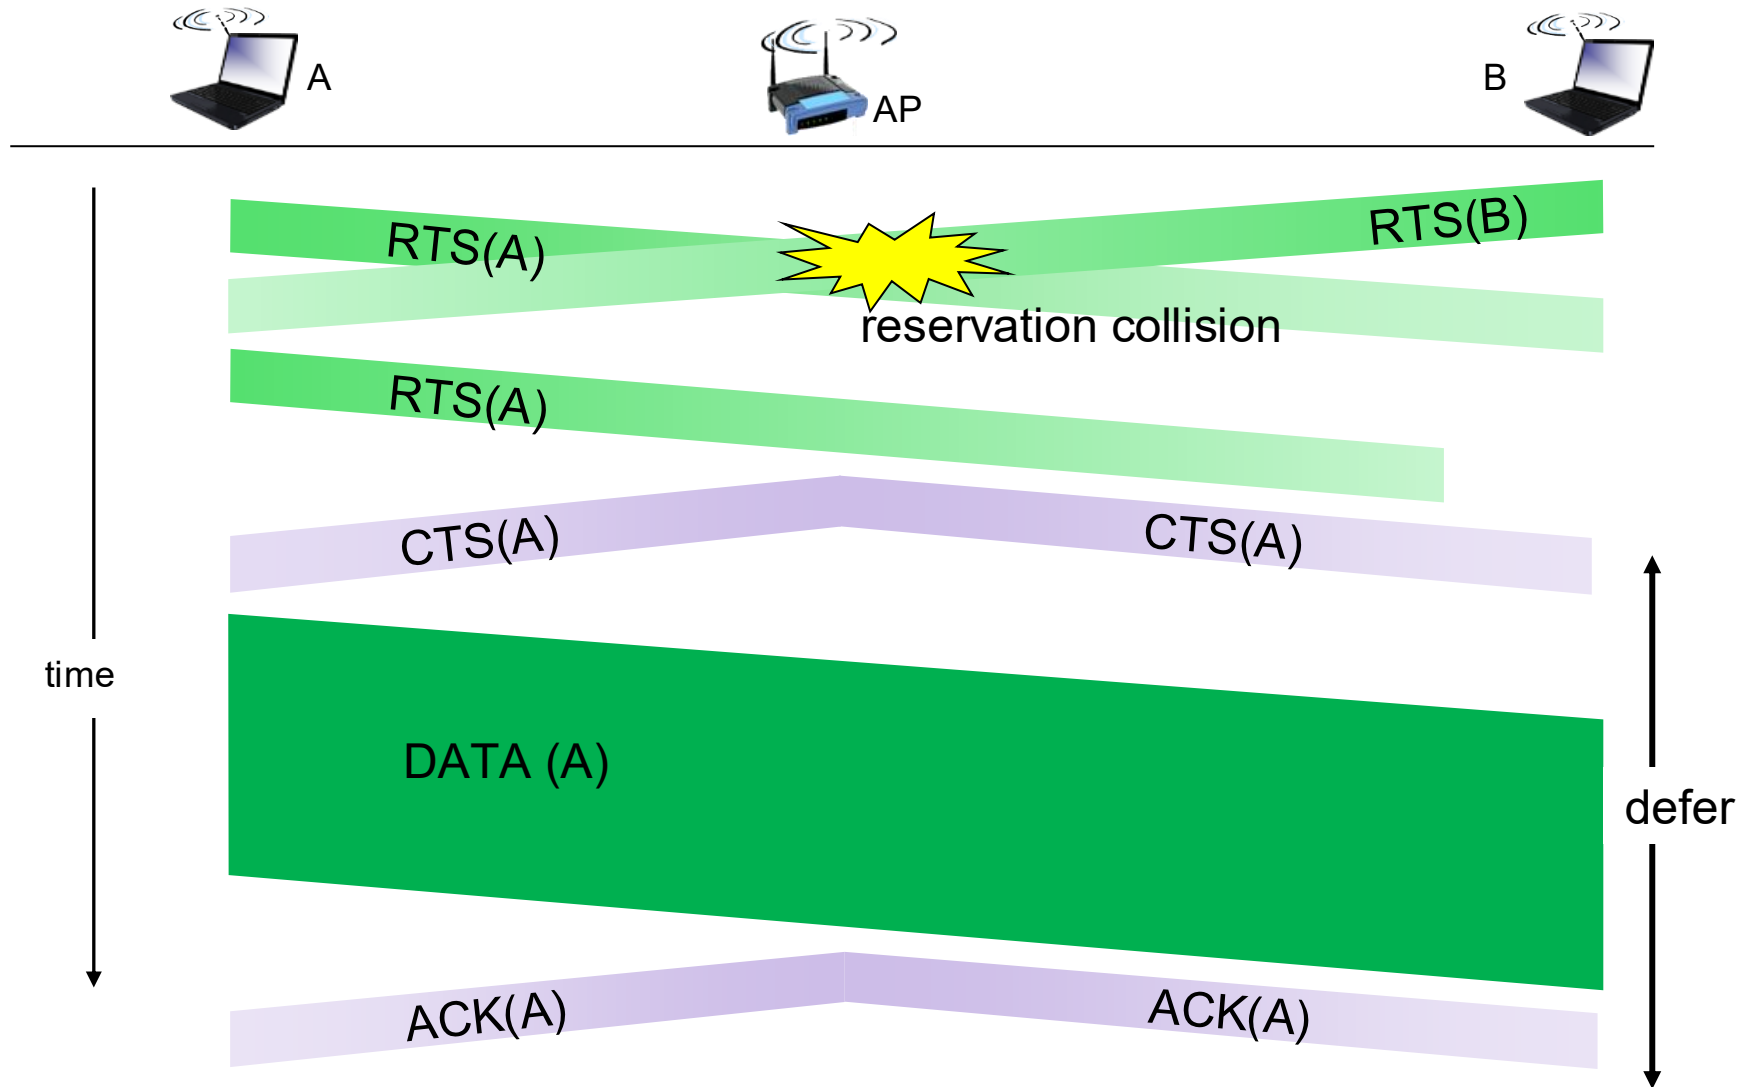 A
AP
B
RTS(A)
RTS(B)
reservation collision
RTS(A)
CTS(A)
CTS(A)
time
DATA (A)
defer
ACK(A)
ACK(A)